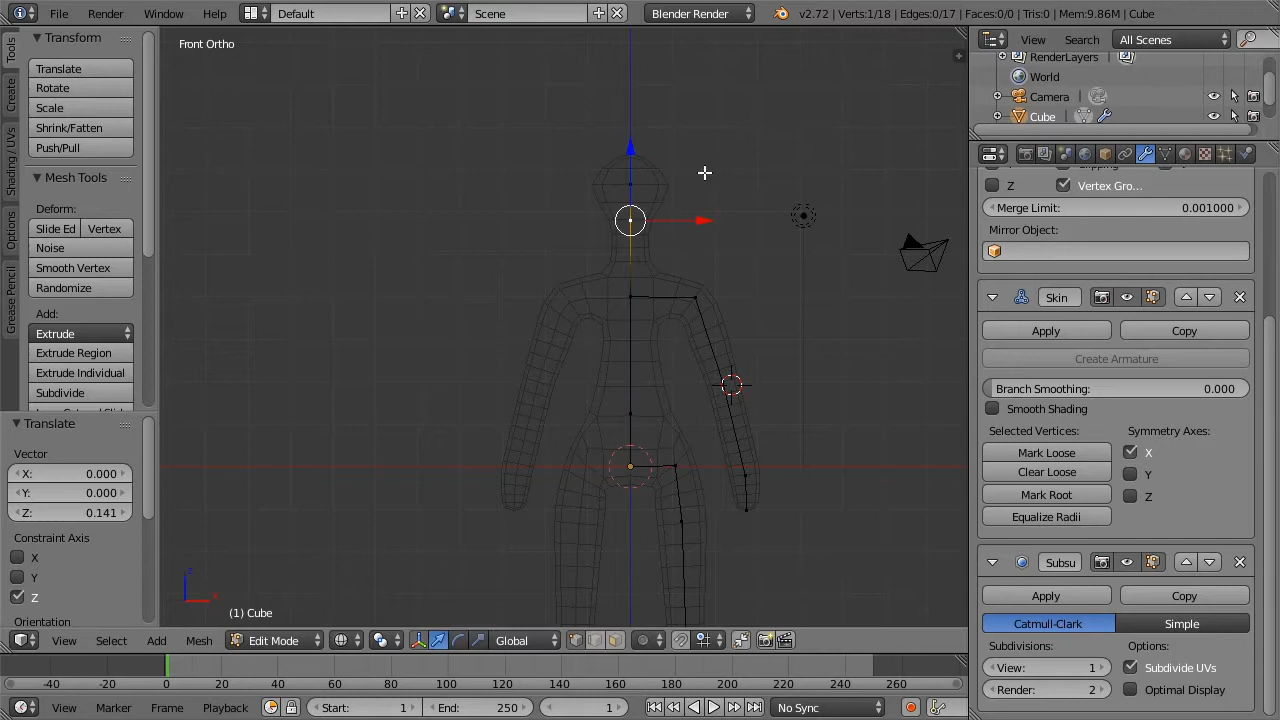 File Render Window Help Default Scene Blender Render v2.72 | Verts:1/18 | Edges:0/17 | Faces:0/0 | Tris:0 | Mem:9.86M | Cube
Tools
Create
Shading / UVs
Options
Grease Pencil
Transform
Translate
Rotate
Scale
Shrink/Fatten
Push/Pull
Mesh Tools
Deform:
Slide Ed Vertex
Noise
Smooth Vertex
Randomize
Add:
Extrude
Extrude Region
Extrude Individual
Subdivide
Translate
Vector
X: 0.000
Y: 0.000
Z: 0.141
Constraint Axis
X
Y
Z
Orientation
Front Ortho
(1) Cube
View Select Add Mesh Edit Mode Global
-40 -20 0 20 40 60 80 100 120 140 160 180 200 220 240 260
View Marker Frame Playback Start: 1 End: 250 1 No Sync
View Search All Scenes
RenderLayers
World
Camera
Cube
Z Vertex Gro...
Merge Limit: 0.001000
Mirror Object:
Skin
Apply Copy
Create Armature
Branch Smoothing: 0.000
Smooth Shading
Selected Vertices: Symmetry Axes:
Mark Loose X
Clear Loose Y
Mark Root Z
Equalize Radii
Subsu
Apply Copy
Catmull-Clark Simple
Subdivisions: Options:
View: 1 Subdivide UVs
Render: 2 Optimal Display